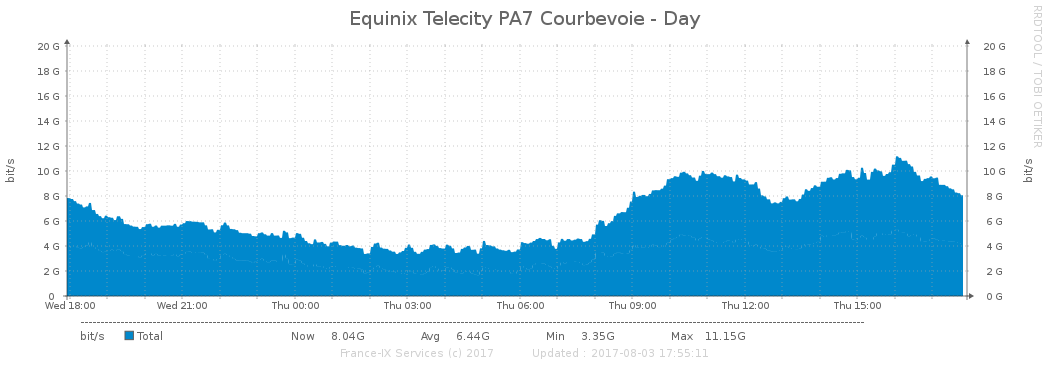 Equinix Telecity PA7 Courbevoie - Day
RRDTOOL / TOBI OETIKER
20 G 20 G
18 G 18 G
16 G 16 G
14 G 14 G
12 G 12 G
10 G 10 G
8 G 8 G
6 G 6 G
4 G 4 G
2 G 2 G
0 0 G
bit/s bit/s
Wed 18:00 Wed 21:00 Thu 00:00 Thu 03:00 Thu 06:00 Thu 09:00 Thu 12:00 Thu 15:00
bit/s Total Now 8.04G Avg 6.44G Min 3.35G Max 11.15G
France-IX Services (c) 2017 Updated : 2017-08-03 17:55:11